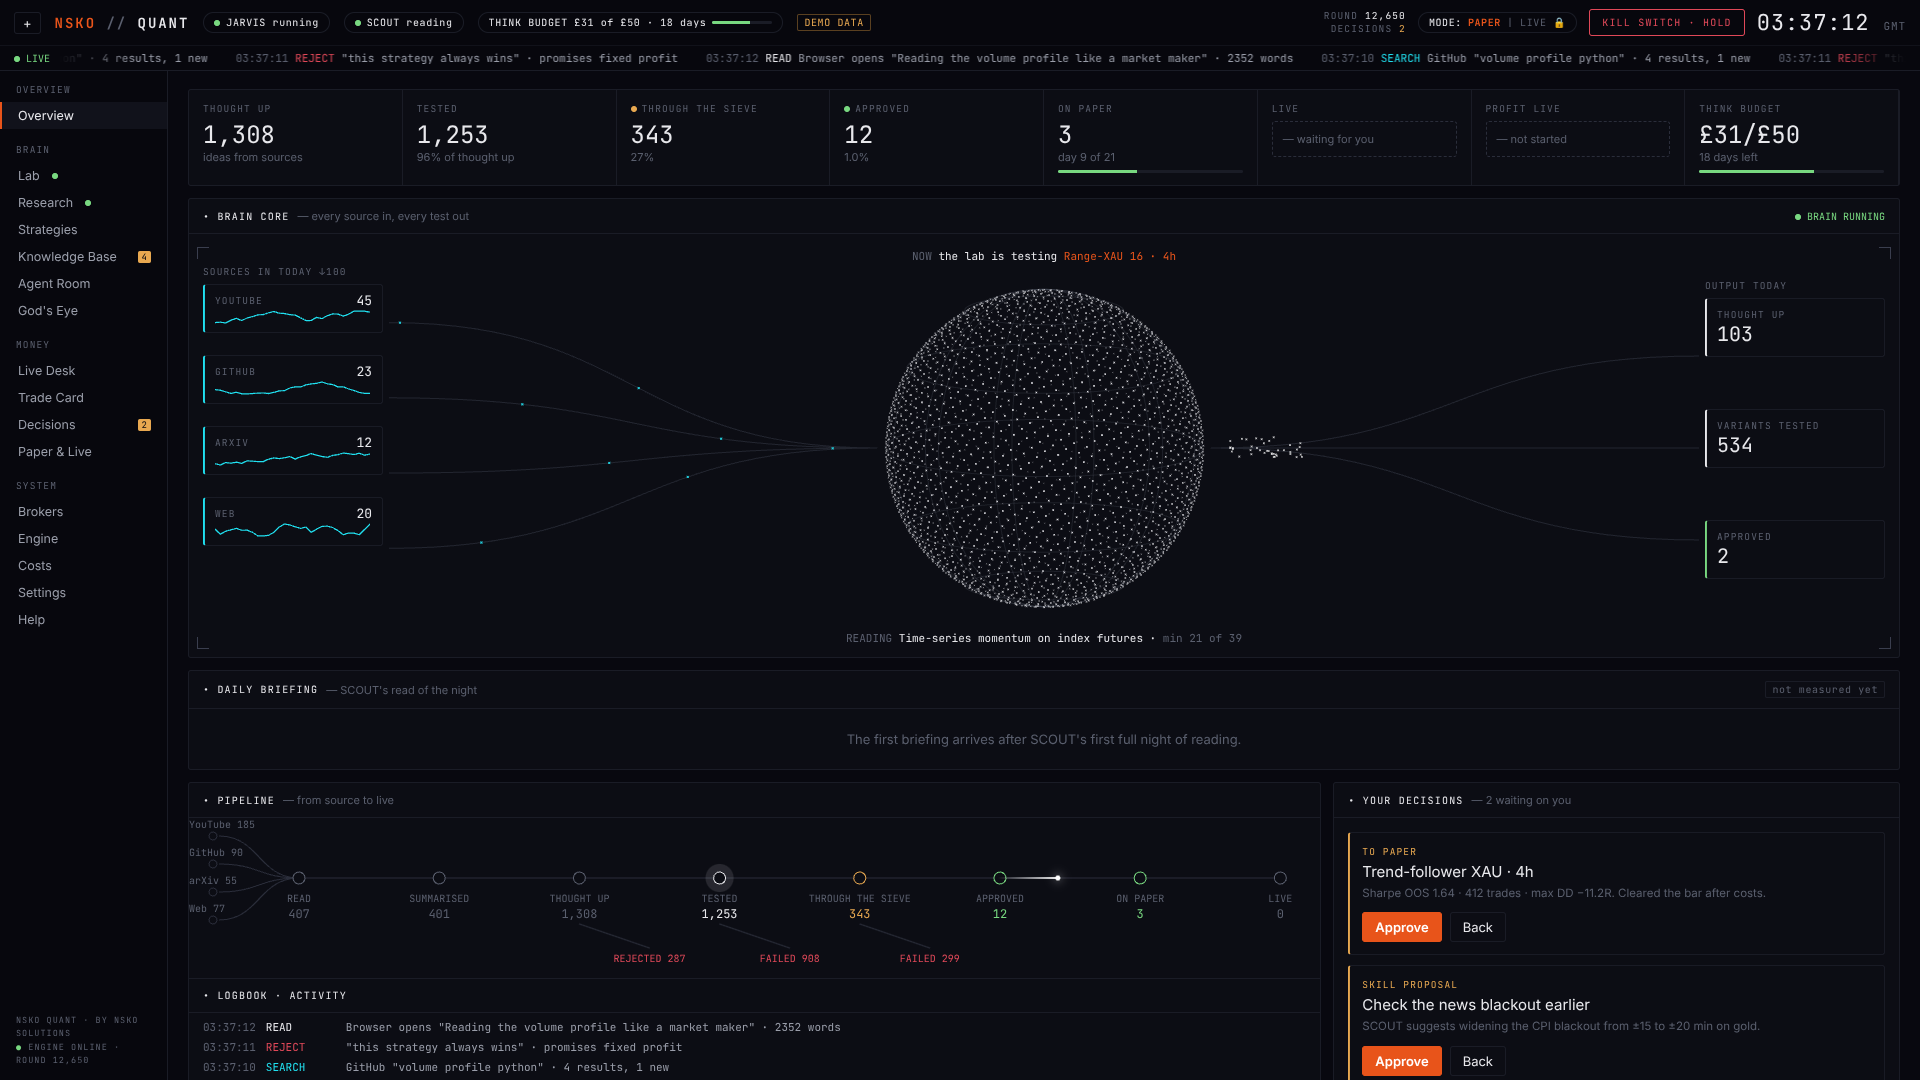 + NSKO // QUANT JARVIS running SCOUT reading THINK BUDGET £31 of £50 · 18 days DEMO DATA
ROUND 12,650
DECISIONS 2
MODE: PAPER | LIVE 🔒 KILL SWITCH · HOLD 03:37:12 GMT
LIVE · 4 results, 1 new 03:37:11 REJECT "this strategy always wins" · promises fixed profit 03:37:12 READ Browser opens "Reading the volume profile like a market maker" · 2352 words 03:37:10 SEARCH GitHub "volume profile python" · 4 results, 1 new 03:37:11 REJECT
OVERVIEW
Overview
BRAIN
Lab
Research
Strategies
Knowledge Base 4
Agent Room
God's Eye
MONEY
Live Desk
Trade Card
Decisions 2
Paper & Live
SYSTEM
Brokers
Engine
Costs
Settings
Help
NSKO QUANT · BY NSKO
SOLUTIONS
ENGINE ONLINE ·
ROUND 12,650
THOUGHT UP
1,308
ideas from sources
TESTED
1,253
96% of thought up
THROUGH THE SIEVE
343
27%
APPROVED
12
1.0%
ON PAPER
3
day 9 of 21
LIVE
— waiting for you
PROFIT LIVE
— not started
THINK BUDGET
£31/£50
18 days left
· BRAIN CORE — every source in, every test out BRAIN RUNNING
NOW the lab is testing Range-XAU 16 · 4h
SOURCES IN TODAY ↓100
YOUTUBE 45
GITHUB 23
ARXIV 12
WEB 20
OUTPUT TODAY
THOUGHT UP
103
VARIANTS TESTED
534
APPROVED
2
READING Time-series momentum on index futures · min 21 of 39
· DAILY BRIEFING — SCOUT's read of the night not measured yet
The first briefing arrives after SCOUT's first full night of reading.
· PIPELINE — from source to live
YouTube 185
GitHub 90
arXiv 55
Web 77
READ
407
SUMMARISED
401
THOUGHT UP
1,308
TESTED
1,253
THROUGH THE SIEVE
343
APPROVED
12
ON PAPER
3
LIVE
0
REJECTED 287
FAILED 908
FAILED 299
· LOGBOOK · ACTIVITY
03:37:12 READ Browser opens "Reading the volume profile like a market maker" · 2352 words
03:37:11 REJECT "this strategy always wins" · promises fixed profit
03:37:10 SEARCH GitHub "volume profile python" · 4 results, 1 new
· YOUR DECISIONS — 2 waiting on you
TO PAPER
Trend-follower XAU · 4h
Sharpe OOS 1.64 · 412 trades · max DD −11.2R. Cleared the bar after costs.
Approve Back
SKILL PROPOSAL
Check the news blackout earlier
SCOUT suggests widening the CPI blackout from ±15 to ±20 min on gold.
Approve Back